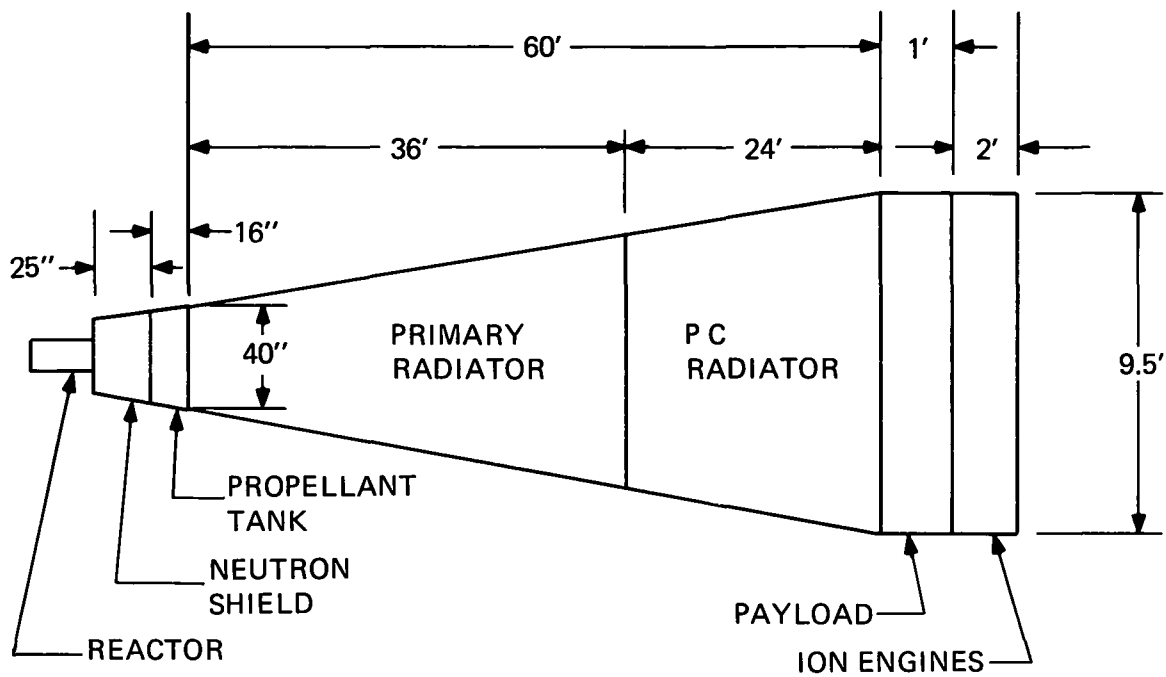 60′
1′
36′
24′
2′
16″
25″
40″
PRIMARY
RADIATOR
P C
RADIATOR
9.5′
PROPELLANT
TANK
NEUTRON
SHIELD
REACTOR
PAYLOAD
ION ENGINES